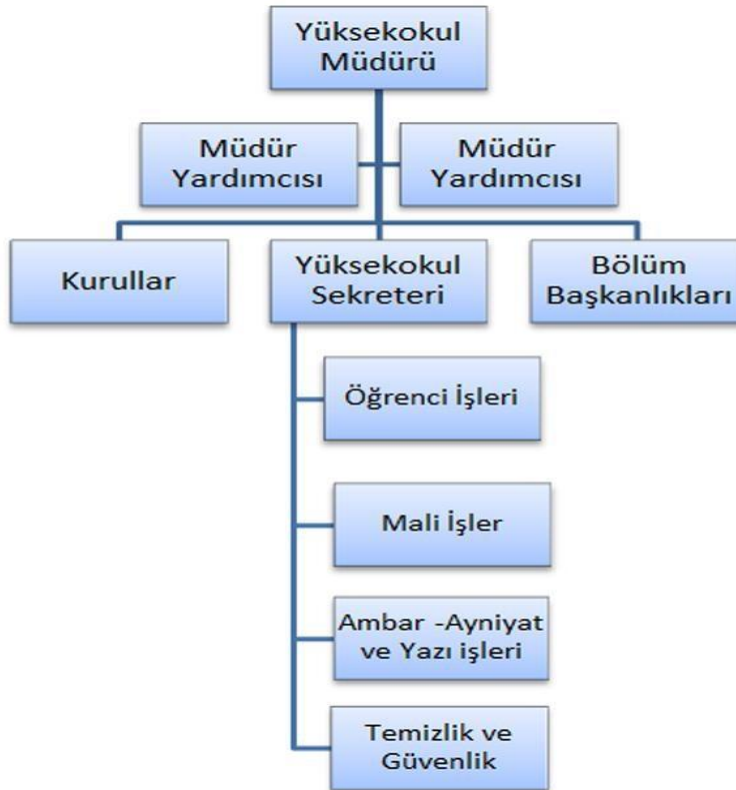 Yüksekokul
Müdürü
Müdür
Yardımcısı
Müdür
Yardımcısı
Kurullar
Yüksekokul
Sekreteri
Bölüm
Başkanlıkları
Öğrenci İşleri
Mali İşler
Ambar -Ayniyat
ve Yazı işleri
Temizlik ve
Güvenlik